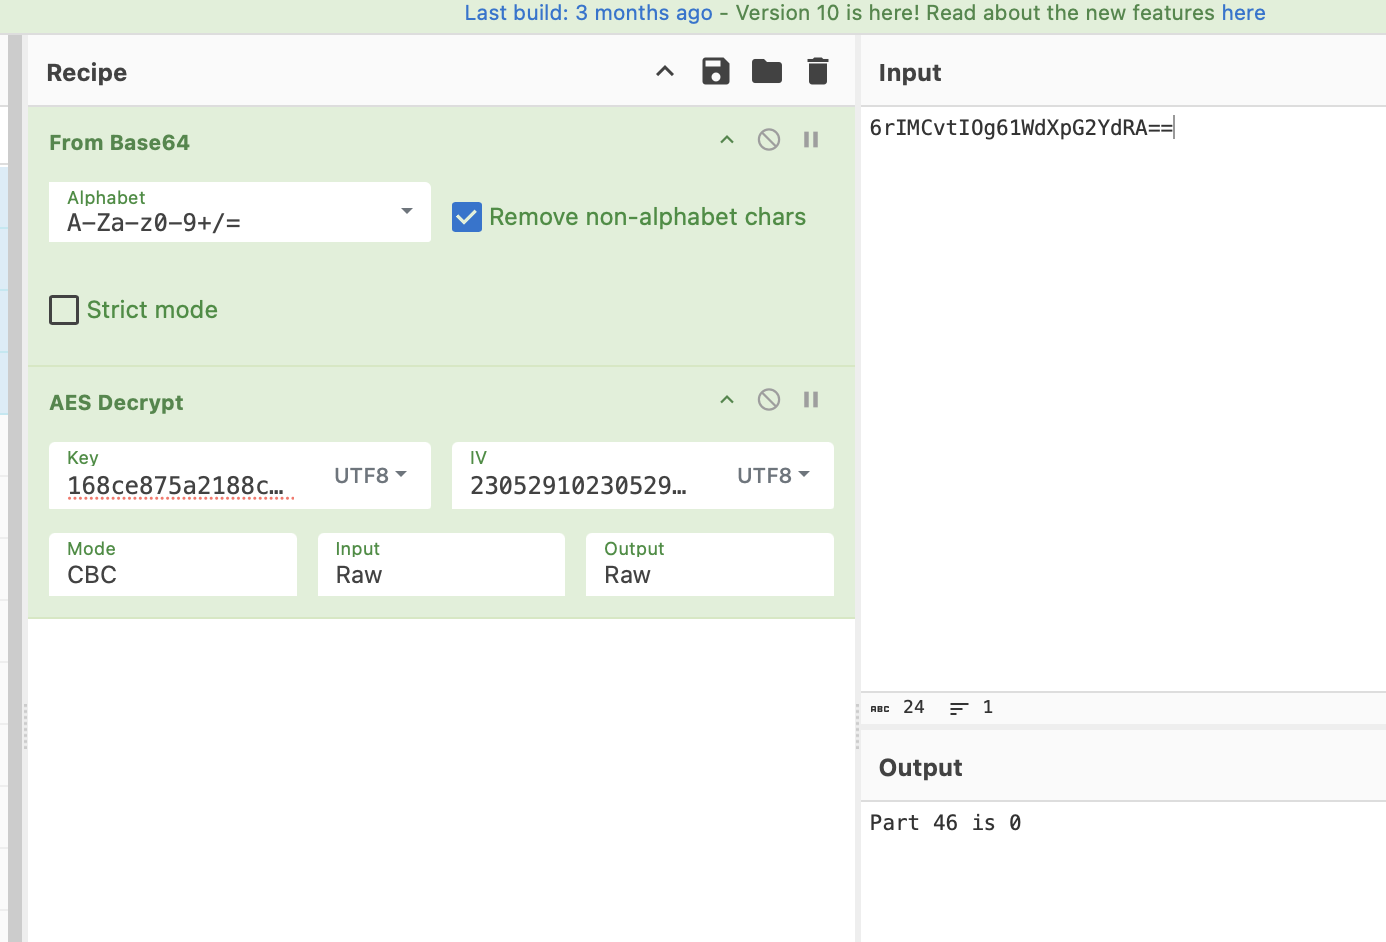 Last build: 3 months ago - Version 10 is here! Read about the new features here
Recipe
From Base64
Alphabet
A-Za-z0-9+/=
Remove non-alphabet chars
Strict mode
AES Decrypt
Key
168ce875a2188c…
UTF8
IV
23052910230529…
UTF8
Mode
CBC
Input
Raw
Output
Raw
Input
6rIMCvtIOg61WdXpG2YdRA==
ABC 24 1
Output
Part 46 is 0